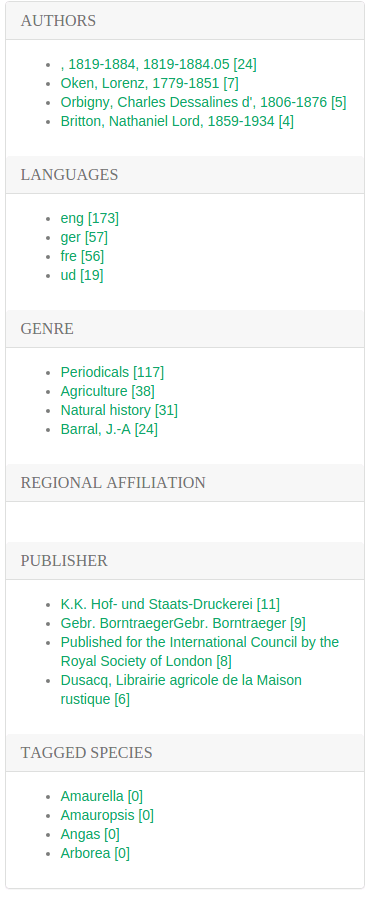 AUTHORS
, 1819-1884, 1819-1884.05 [24]
Oken, Lorenz, 1779-1851 [7]
Orbigny, Charles Dessalines d', 1806-1876 [5]
Britton, Nathaniel Lord, 1859-1934 [4]
LANGUAGES
eng [173]
ger [57]
fre [56]
ud [19]
GENRE
Periodicals [117]
Agriculture [38]
Natural history [31]
Barral, J.-A [24]
REGIONAL AFFILIATION
PUBLISHER
K.K. Hof- und Staats-Druckerei [11]
Gebr. BorntraegerGebr. Borntraeger [9]
Published for the International Council by the
Royal Society of London [8]
Dusacq, Librairie agricole de la Maison
rustique [6]
TAGGED SPECIES
Amaurella [0]
Amauropsis [0]
Angas [0]
Arborea [0]